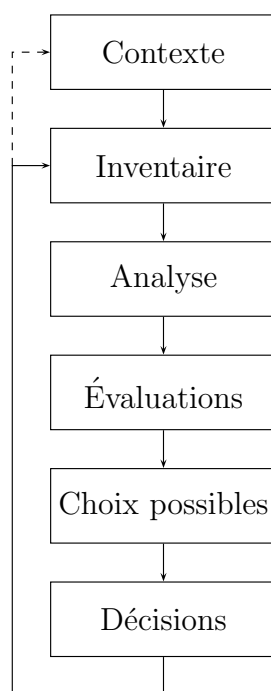 Contexte
Inventaire
Analyse
Évaluations
Choix possibles
Décisions